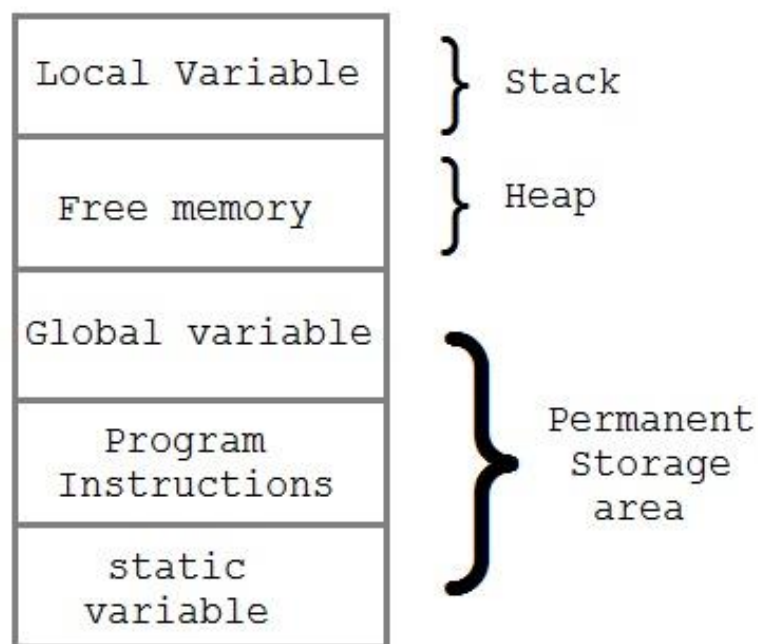 Local Variable
Stack
Free memory
Heap
Global variable
Program
Instructions
Permanent
Storage
area
static
variable